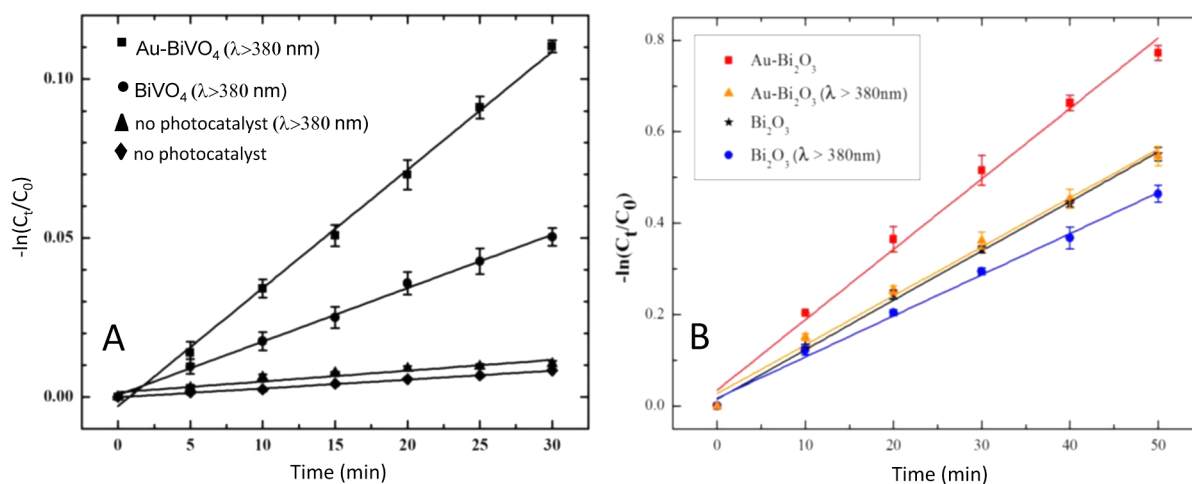 Au-BiVO₄ (λ>380 nm)
BiVO₄ (λ>380 nm)
no photocatalyst (λ>380 nm)
no photocatalyst
0.10
0.05
0.00
-ln(Cₜ/C₀)
A
0 5 10 15 20 25 30
Time (min)
Au-Bi₂O₃
Au-Bi₂O₃ (λ > 380nm)
Bi₂O₃
Bi₂O₃ (λ > 380nm)
0.8
0.6
0.4
0.2
0.0
-ln(Cₜ/C₀)
B
0 10 20 30 40 50
Time (min)